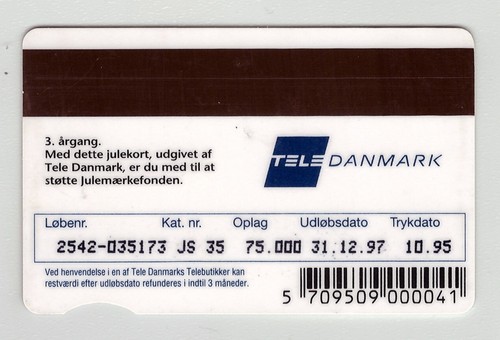 3. årgang.
Med dette julekort, udgivet af
Tele Danmark, er du med til at
støtte Julemærkefonden.
TELE DANMARK
Løbenr. Kat. nr. Oplag Udløbsdato Trykdato
2542-035173 JS 35 75.000 31.12.97 10.95
Ved henvendelse i en af Tele Danmarks Telebutikker kan
restværdi efter udløbsdato refunderes i indtil 3 måneder.
5 709509 000041